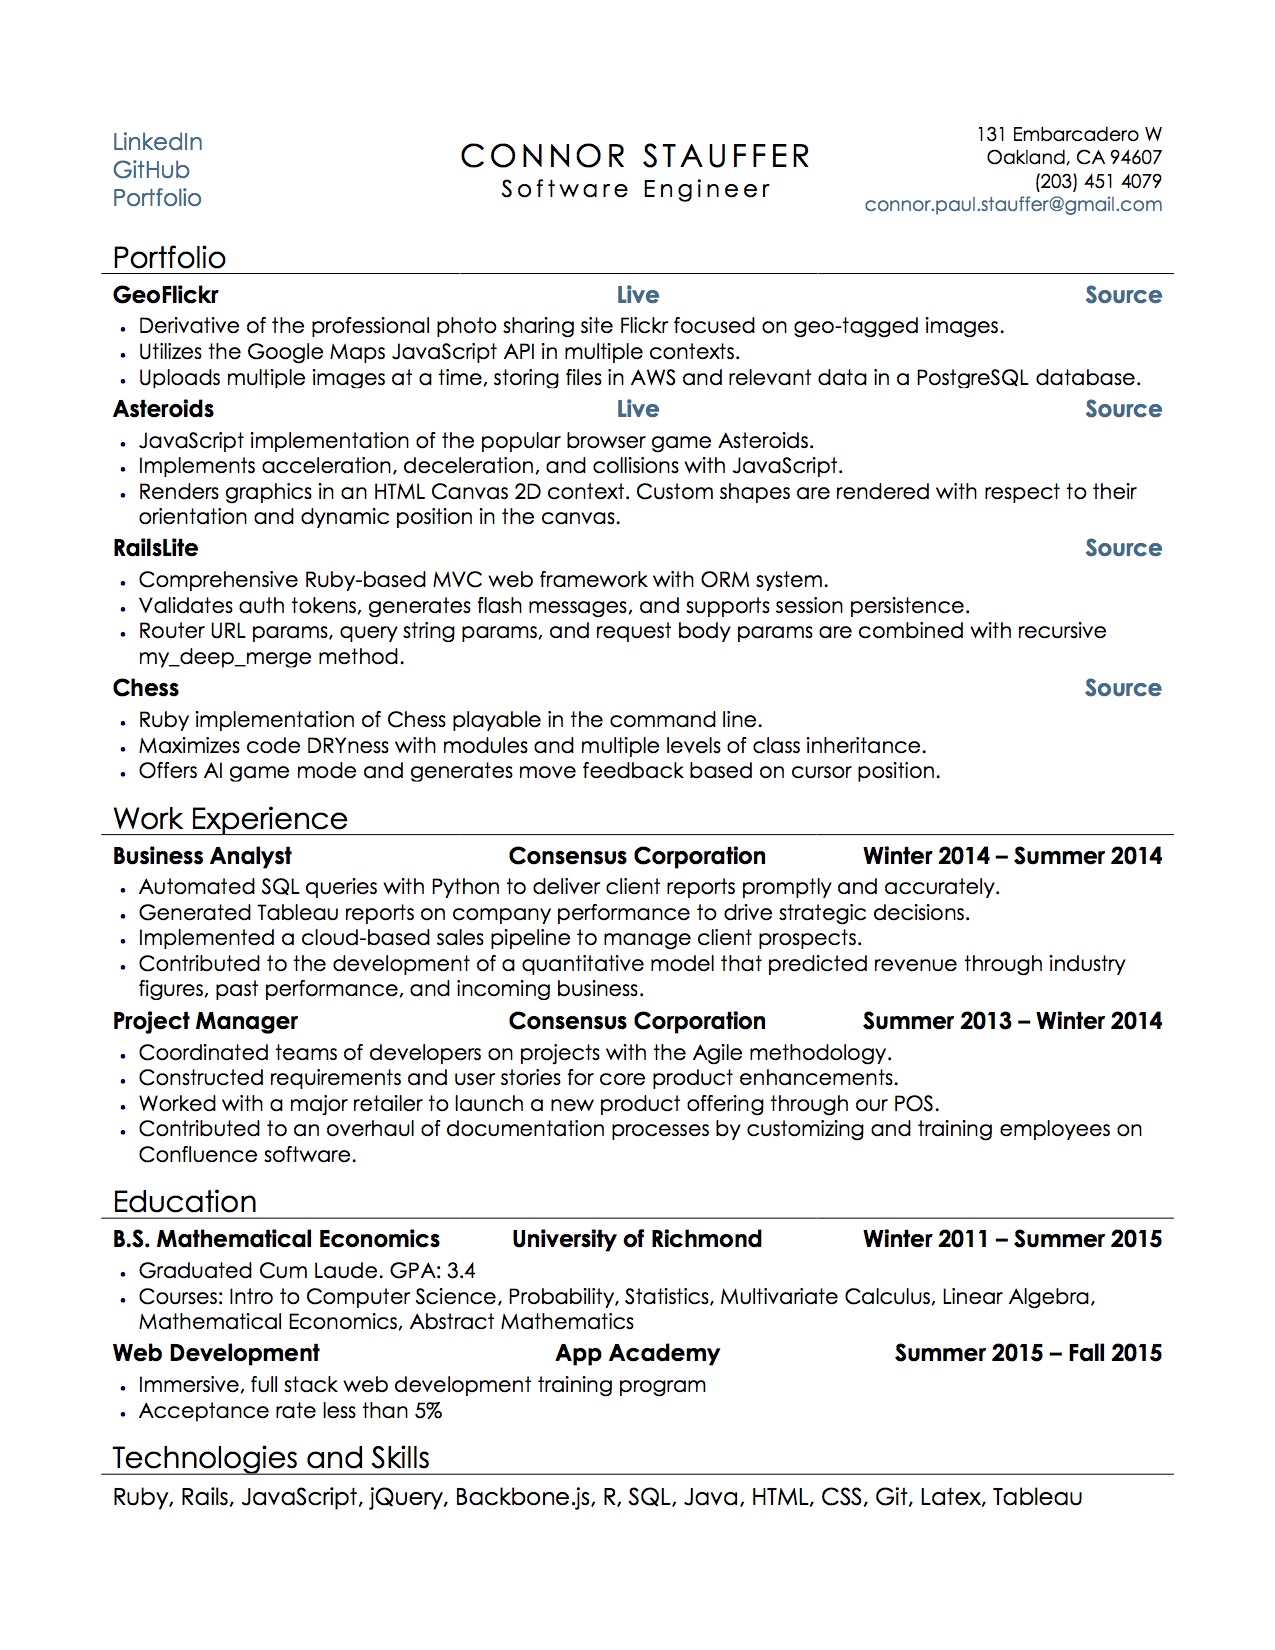 LinkedIn
GitHub
Portfolio
CONNOR STAUFFER
Software Engineer
131 Embarcadero W
Oakland, CA 94607
(203) 451 4079
connor.paul.stauffer@gmail.com
Portfolio
GeoFlickr Live Source
• Derivative of the professional photo sharing site Flickr focused on geo-tagged images.
• Utilizes the Google Maps JavaScript API in multiple contexts.
• Uploads multiple images at a time, storing files in AWS and relevant data in a PostgreSQL database.
Asteroids Live Source
• JavaScript implementation of the popular browser game Asteroids.
• Implements acceleration, deceleration, and collisions with JavaScript.
• Renders graphics in an HTML Canvas 2D context. Custom shapes are rendered with respect to their
orientation and dynamic position in the canvas.
RailsLite Source
• Comprehensive Ruby-based MVC web framework with ORM system.
• Validates auth tokens, generates flash messages, and supports session persistence.
• Router URL params, query string params, and request body params are combined with recursive
my_deep_merge method.
Chess Source
• Ruby implementation of Chess playable in the command line.
• Maximizes code DRYness with modules and multiple levels of class inheritance.
• Offers AI game mode and generates move feedback based on cursor position.
Work Experience
Business Analyst Consensus Corporation Winter 2014 – Summer 2014
• Automated SQL queries with Python to deliver client reports promptly and accurately.
• Generated Tableau reports on company performance to drive strategic decisions.
• Implemented a cloud-based sales pipeline to manage client prospects.
• Contributed to the development of a quantitative model that predicted revenue through industry
figures, past performance, and incoming business.
Project Manager Consensus Corporation Summer 2013 – Winter 2014
• Coordinated teams of developers on projects with the Agile methodology.
• Constructed requirements and user stories for core product enhancements.
• Worked with a major retailer to launch a new product offering through our POS.
• Contributed to an overhaul of documentation processes by customizing and training employees on
Confluence software.
Education
B.S. Mathematical Economics University of Richmond Winter 2011 – Summer 2015
• Graduated Cum Laude. GPA: 3.4
• Courses: Intro to Computer Science, Probability, Statistics, Multivariate Calculus, Linear Algebra,
Mathematical Economics, Abstract Mathematics
Web Development App Academy Summer 2015 – Fall 2015
• Immersive, full stack web development training program
• Acceptance rate less than 5%
Technologies and Skills
Ruby, Rails, JavaScript, jQuery, Backbone.js, R, SQL, Java, HTML, CSS, Git, Latex, Tableau